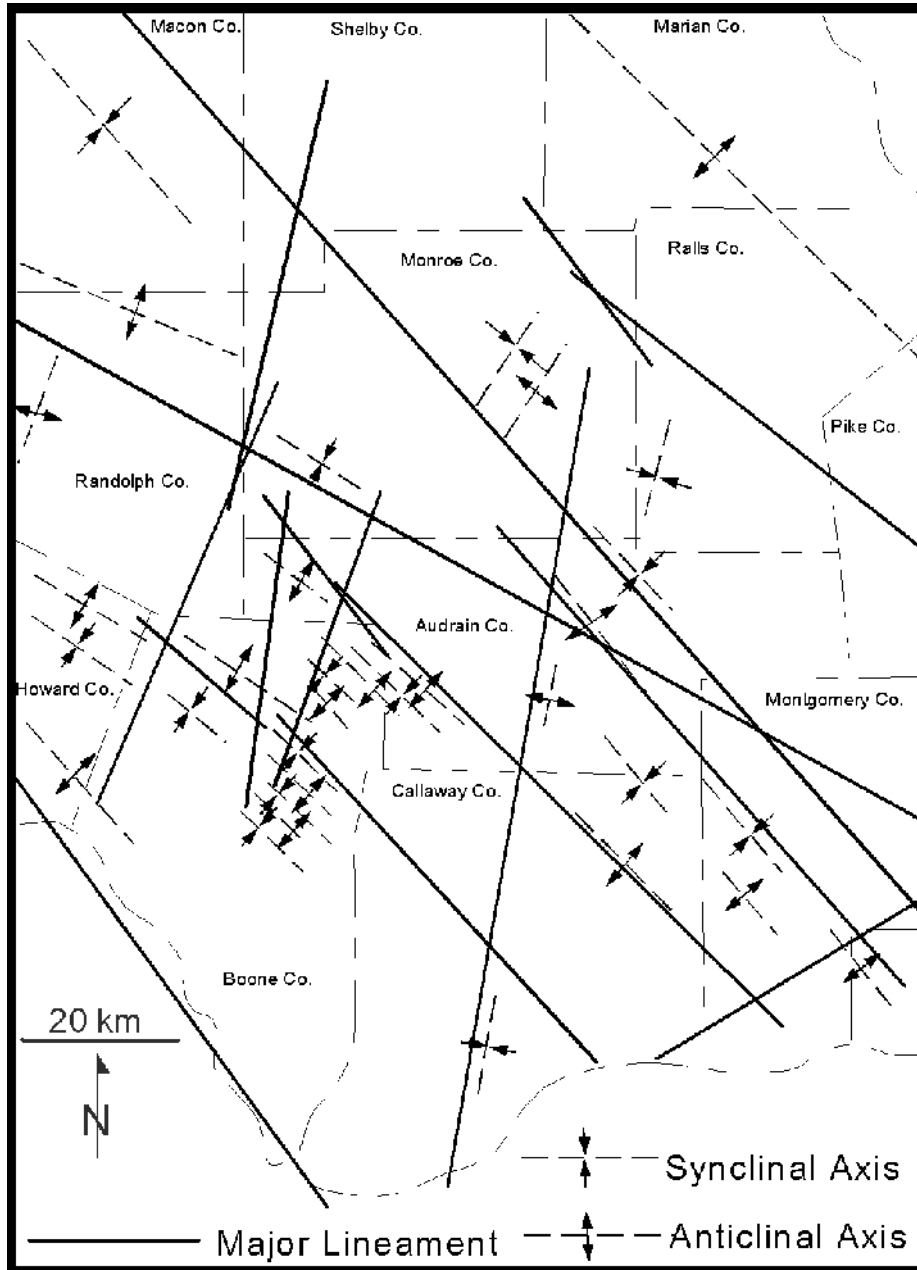 Macon Co.
Shelby Co.
Marian Co.
Monroe Co.
Ralls Co.
Pike Co.
Randolph Co.
Audrain Co.
Howard Co.
Montgomery Co.
Callaway Co.
Boone Co.
20 km
N
Synclinal Axis
Major Lineament
Anticlinal Axis